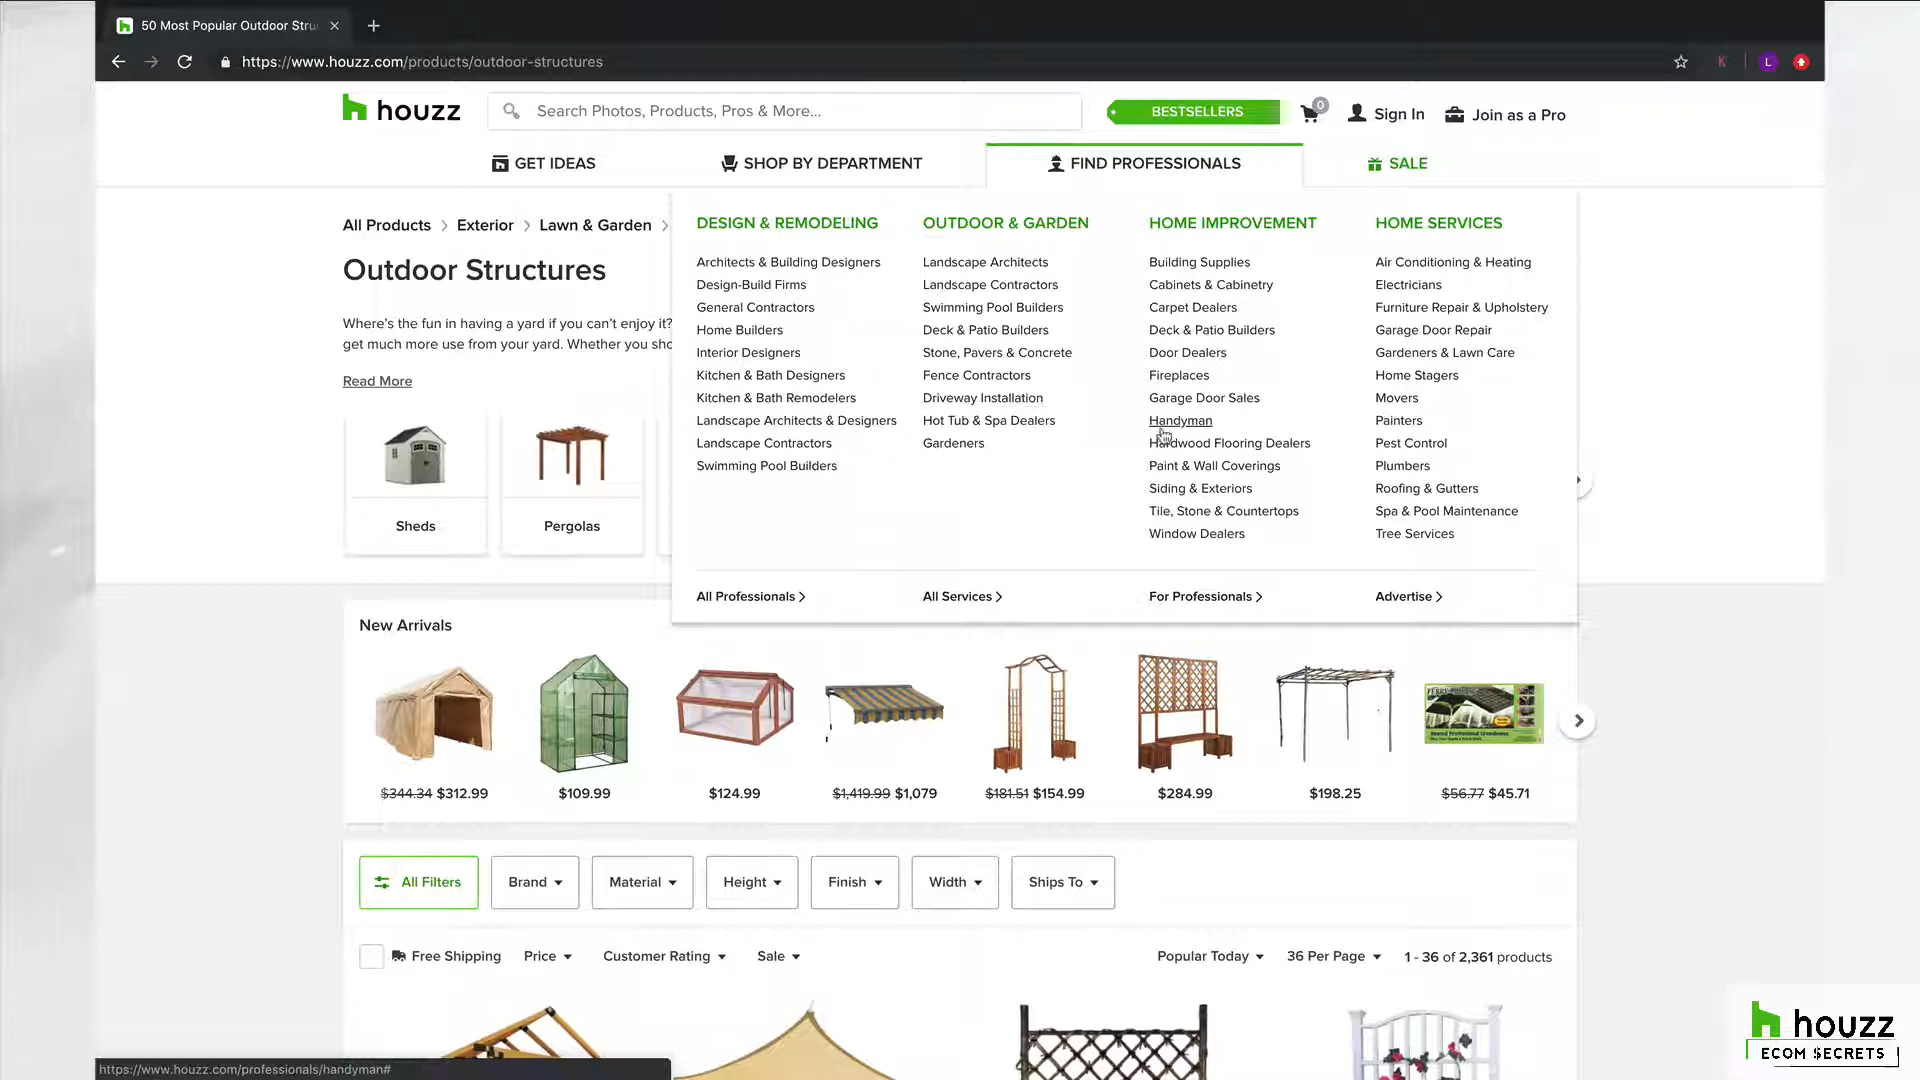 50 Most Popular Outdoor Stru
https://www.houzz.com/products/outdoor-structures
K
L
houzz
Search Photos, Products, Pros & More...
BESTSELLERS
0
Sign In
Join as a Pro
GET IDEAS
SHOP BY DEPARTMENT
FIND PROFESSIONALS
SALE
All Products
Exterior
Lawn & Garden
Outdoor Structures
Where's the fun in having a yard if you can't enjoy it?
get much more use from your yard. Whether you sho
Read More
Sheds
Pergolas
DESIGN & REMODELING
Architects & Building Designers
Design-Build Firms
General Contractors
Home Builders
Interior Designers
Kitchen & Bath Designers
Kitchen & Bath Remodelers
Landscape Architects & Designers
Landscape Contractors
Swimming Pool Builders
OUTDOOR & GARDEN
Landscape Architects
Landscape Contractors
Swimming Pool Builders
Deck & Patio Builders
Stone, Pavers & Concrete
Fence Contractors
Driveway Installation
Hot Tub & Spa Dealers
Gardeners
HOME IMPROVEMENT
Building Supplies
Cabinets & Cabinetry
Carpet Dealers
Deck & Patio Builders
Door Dealers
Fireplaces
Garage Door Sales
Handyman
Hardwood Flooring Dealers
Paint & Wall Coverings
Siding & Exteriors
Tile, Stone & Countertops
Window Dealers
HOME SERVICES
Air Conditioning & Heating
Electricians
Furniture Repair & Upholstery
Garage Door Repair
Gardeners & Lawn Care
Home Stagers
Movers
Painters
Pest Control
Plumbers
Roofing & Gutters
Spa & Pool Maintenance
Tree Services
All Professionals
All Services
For Professionals
Advertise
New Arrivals
$344.34 $312.99
$109.99
$124.99
$1,419.99 $1,079
$181.51 $154.99
$284.99
$198.25
$56.77 $45.71
All Filters
Brand
Material
Height
Finish
Width
Ships To
Free Shipping
Price
Customer Rating
Sale
Popular Today
36 Per Page
1 - 36 of 2,361 products
https://www.houzz.com/professionals/handyman#
houzz
ECOM $ECRETS